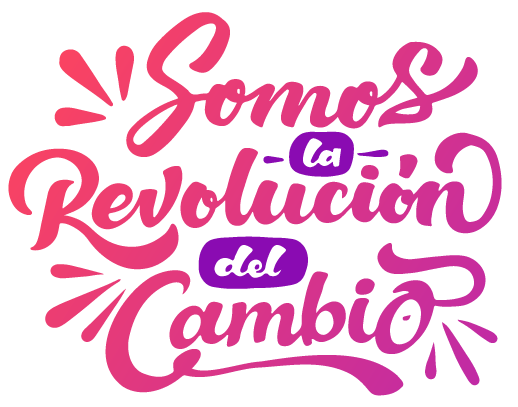 Somos
la
Revolución
del
Cambio